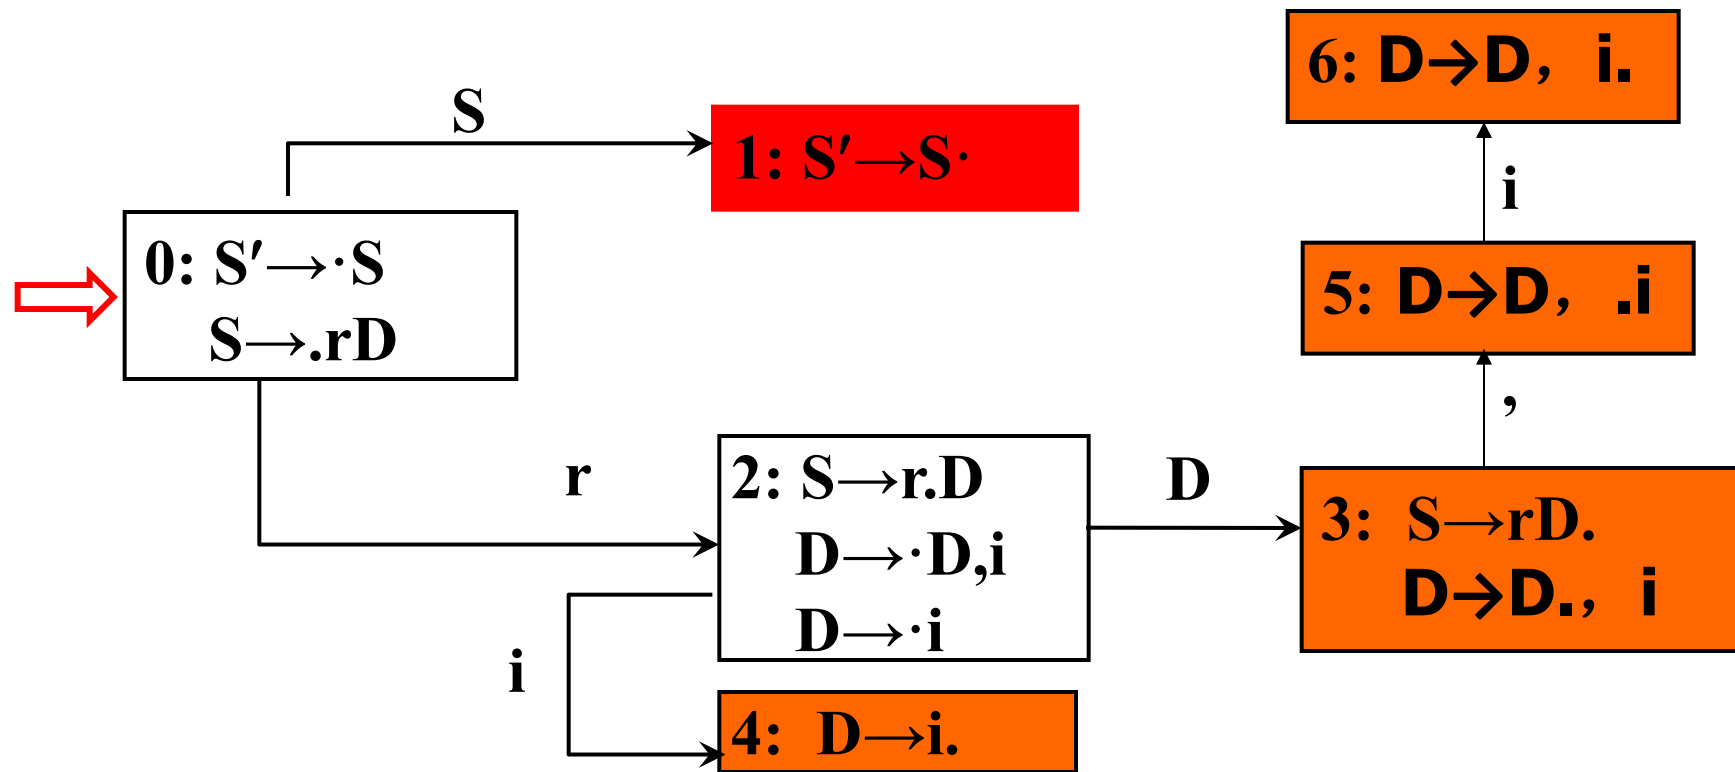 S
1: S′→S·
0: S′→·S
S→.rD
r
2: S→r.D
D→·D,i
D→·i
i
4: D→i.
D
3: S→rD.
D→D.， i
,
5: D→D， .i
i
6: D→D， i.